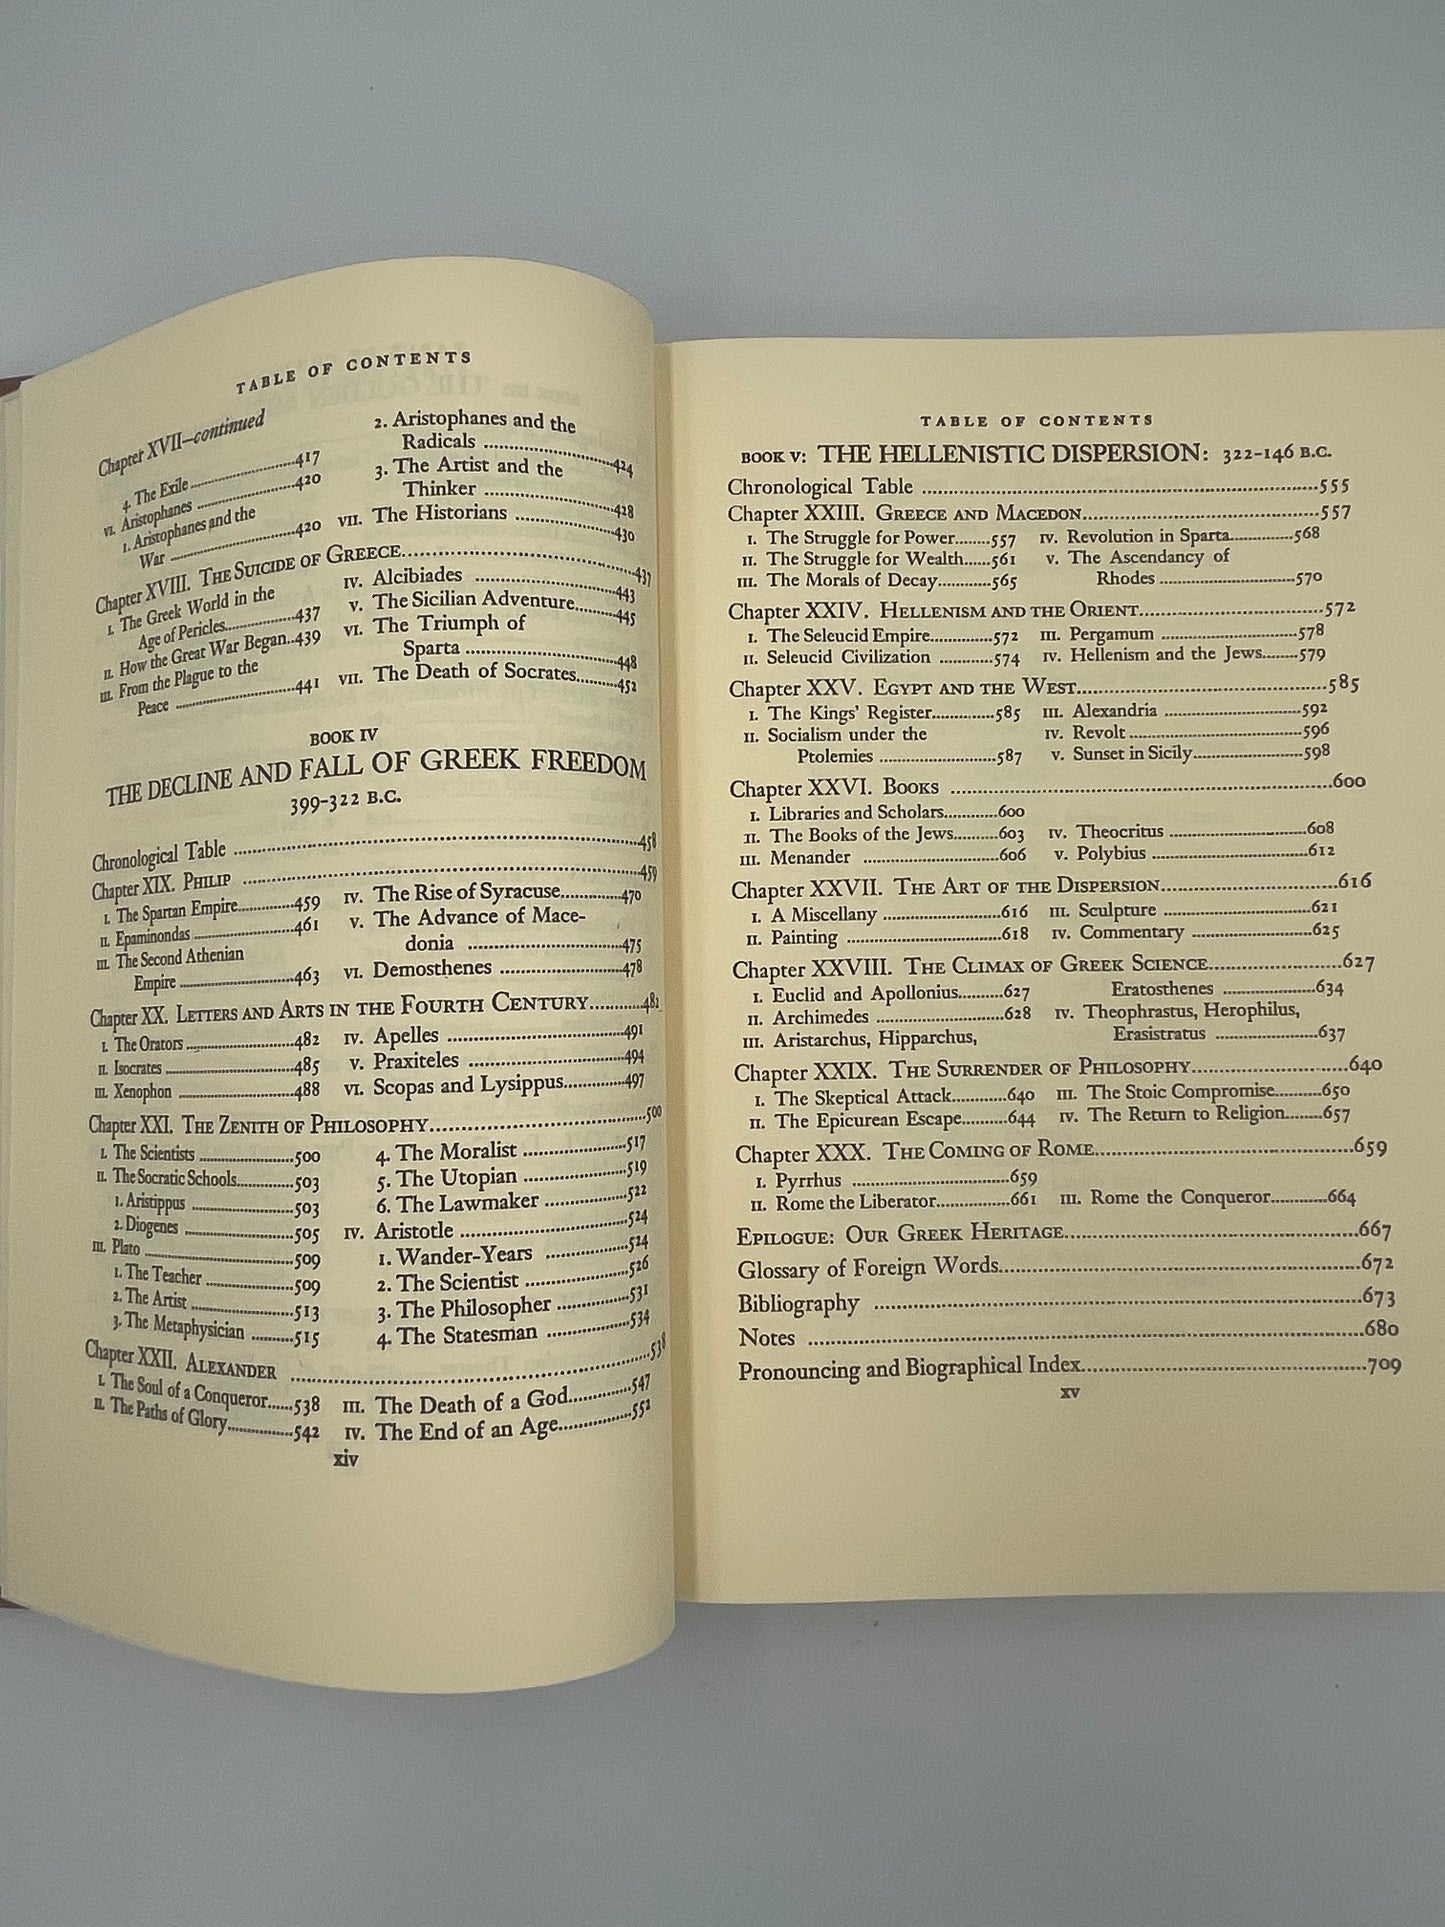 TABLE OF CONTENTS
Chapter XVII—continued
4. The Exile ........417
VI. Aristophanes ........420
1. Aristophanes and the
War ........420
2. Aristophanes and the
Radicals ........424
3. The Artist and the
Thinker ........428
VII. The Historians ........430
Chapter XVIII. THE SUICIDE OF GREECE........437
I. The Greek World in the
Age of Pericles........437
II. How the Great War Began..439
III. From the Plague to the
Peace ........441
IV. Alcibiades ........443
V. The Sicilian Adventure........445
VI. The Triumph of
Sparta ........448
VII. The Death of Socrates........452
BOOK IV
THE DECLINE AND FALL OF GREEK FREEDOM
399-322 B.C.
Chronological Table ........458
Chapter XIX. PHILIP ........459
I. The Spartan Empire........459
II. Epaminondas ........461
III. The Second Athenian
Empire ........463
IV. The Rise of Syracuse........470
V. The Advance of Mace-
donia ........475
VI. Demosthenes ........478
Chapter XX. LETTERS AND ARTS IN THE FOURTH CENTURY........482
I. The Orators ........482
II. Isocrates ........485
III. Xenophon ........488
IV. Apelles ........491
V. Praxiteles ........494
VI. Scopas and Lysippus........497
Chapter XXI. THE ZENITH OF PHILOSOPHY........500
I. The Scientists ........500
II. The Socratic Schools........503
1. Aristippus ........503
2. Diogenes ........505
III. Plato ........509
1. The Teacher ........509
2. The Artist ........513
3. The Metaphysician ........515
4. The Moralist ........517
5. The Utopian ........519
6. The Lawmaker ........522
IV. Aristotle ........524
1. Wander-Years ........524
2. The Scientist ........526
3. The Philosopher ........531
4. The Statesman ........534
Chapter XXII. ALEXANDER ........538
I. The Soul of a Conqueror......538
II. The Paths of Glory........542
III. The Death of a God........547
IV. The End of an Age........552
xiv
TABLE OF CONTENTS
BOOK V: THE HELLENISTIC DISPERSION: 322-146 B.C.
Chronological Table ........555
Chapter XXIII. GREECE AND MACEDON........557
I. The Struggle for Power........557
II. The Struggle for Wealth......561
III. The Morals of Decay........565
IV. Revolution in Sparta........568
V. The Ascendancy of
Rhodes ........570
Chapter XXIV. HELLENISM AND THE ORIENT........572
I. The Seleucid Empire........572
II. Seleucid Civilization ........574
III. Pergamum ........578
IV. Hellenism and the Jews........579
Chapter XXV. EGYPT AND THE WEST........585
I. The Kings' Register........585
II. Socialism under the
Ptolemies ........587
III. Alexandria ........592
IV. Revolt ........596
V. Sunset in Sicily........598
Chapter XXVI. BOOKS ........600
I. Libraries and Scholars........600
II. The Books of the Jews........603
III. Menander ........606
IV. Theocritus ........608
V. Polybius ........612
Chapter XXVII. THE ART OF THE DISPERSION........616
I. A Miscellany ........616
II. Painting ........618
III. Sculpture ........621
IV. Commentary ........625
Chapter XXVIII. THE CLIMAX OF GREEK SCIENCE........627
I. Euclid and Apollonius........627
II. Archimedes ........628
III. Aristarchus, Hipparchus,
Eratosthenes ........634
IV. Theophrastus, Herophilus,
Erasistratus ........637
Chapter XXIX. THE SURRENDER OF PHILOSOPHY........640
I. The Skeptical Attack........640
II. The Epicurean Escape........644
III. The Stoic Compromise........650
IV. The Return to Religion........657
Chapter XXX. THE COMING OF ROME........659
I. Pyrrhus ........659
II. Rome the Liberator........661
III. Rome the Conqueror........664
EPILOGUE: OUR GREEK HERITAGE........667
Glossary of Foreign Words........672
Bibliography ........673
Notes ........680
Pronouncing and Biographical Index........709
xv